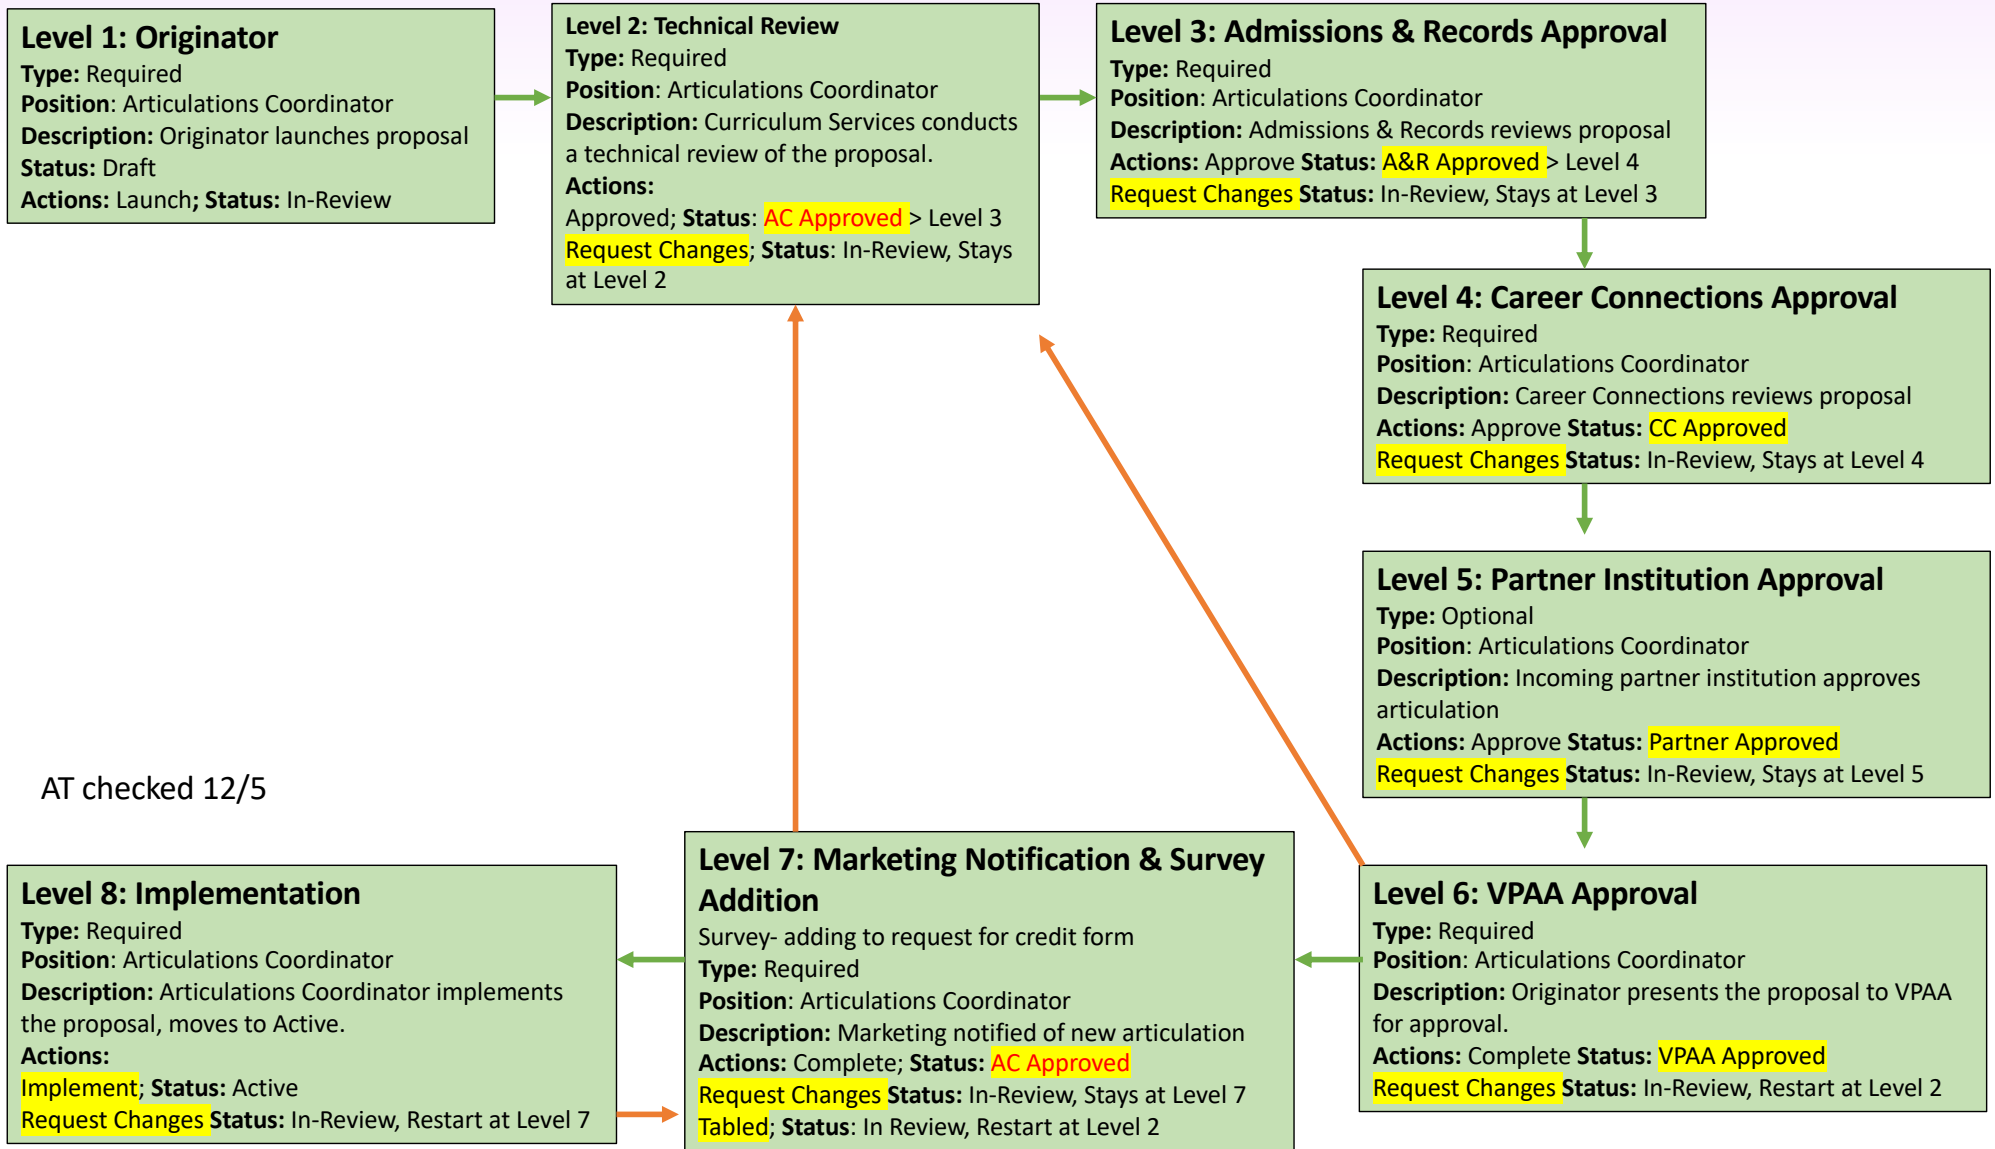 Level 1: Originator
Type: Required
Position: Articulations Coordinator
Description: Originator launches proposal
Status: Draft
Actions: Launch; Status: In-Review
Level 2: Technical Review
Type: Required
Position: Articulations Coordinator
Description: Curriculum Services conducts
a technical review of the proposal.
Actions:
Approved; Status: AC Approved > Level 3
Request Changes; Status: In-Review, Stays
at Level 2
Level 3: Admissions & Records Approval
Type: Required
Position: Articulations Coordinator
Description: Admissions & Records reviews proposal
Actions: Approve Status: A&R Approved > Level 4
Request Changes Status: In-Review, Stays at Level 3
Level 4: Career Connections Approval
Type: Required
Position: Articulations Coordinator
Description: Career Connections reviews proposal
Actions: Approve Status: CC Approved
Request Changes Status: In-Review, Stays at Level 4
Level 5: Partner Institution Approval
Type: Optional
Position: Articulations Coordinator
Description: Incoming partner institution approves
articulation
Actions: Approve Status: Partner Approved
Request Changes Status: In-Review, Stays at Level 5
Level 6: VPAA Approval
Type: Required
Position: Articulations Coordinator
Description: Originator presents the proposal to VPAA
for approval.
Actions: Complete Status: VPAA Approved
Request Changes Status: In-Review, Restart at Level 2
Level 7: Marketing Notification & Survey
Addition
Survey- adding to request for credit form
Type: Required
Position: Articulations Coordinator
Description: Marketing notified of new articulation
Actions: Complete; Status: AC Approved
Request Changes Status: In-Review, Stays at Level 7
Tabled; Status: In Review, Restart at Level 2
Level 8: Implementation
Type: Required
Position: Articulations Coordinator
Description: Articulations Coordinator implements
the proposal, moves to Active.
Actions:
Implement; Status: Active
Request Changes Status: In-Review, Restart at Level 7
AT checked 12/5